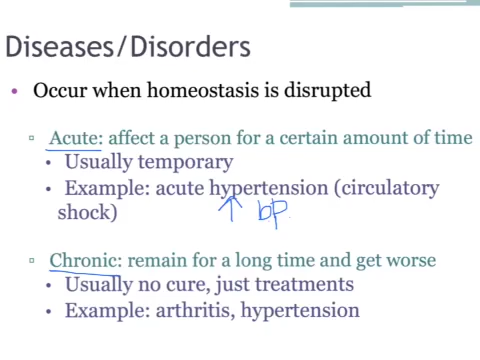 Diseases/Disorders
• Occur when homeostasis is disrupted
▫ Acute: affect a person for a certain amount of time
• Usually temporary
• Example: acute hypertension (circulatory
shock)
↑ bp
▫ Chronic: remain for a long time and get worse
• Usually no cure, just treatments
• Example: arthritis, hypertension